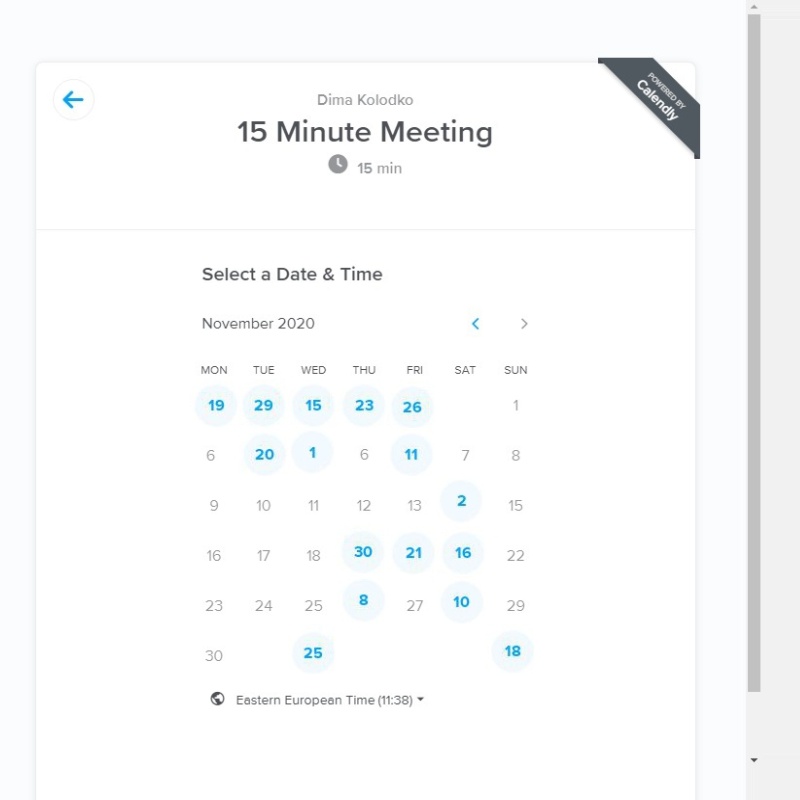 POWERED BY
Calendly
Dima Kolodko
15 Minute Meeting
15 min
Select a Date & Time
November 2020
MON TUE WED THU FRI SAT SUN
19 29 15 23 26 1
6 20 1 6 11 7 8
9 10 11 12 13 2 15
16 17 18 30 21 16 22
23 24 25 8 27 10 29
30 25 18
Eastern European Time (11:38)